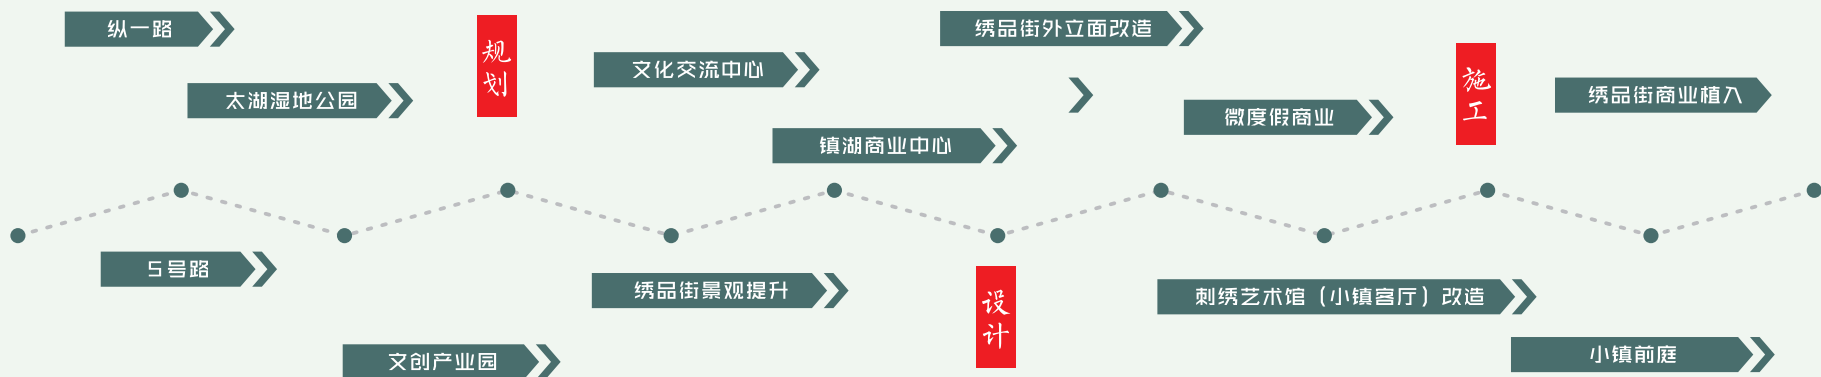 纵一路
太湖湿地公园
规划
文化交流中心
镇湖商业中心
绣品街外立面改造
微度假商业
施工
绣品街商业植入
5号路
文创产业园
绣品街景观提升
设计
刺绣艺术馆（小镇客厅）改造
小镇前庭